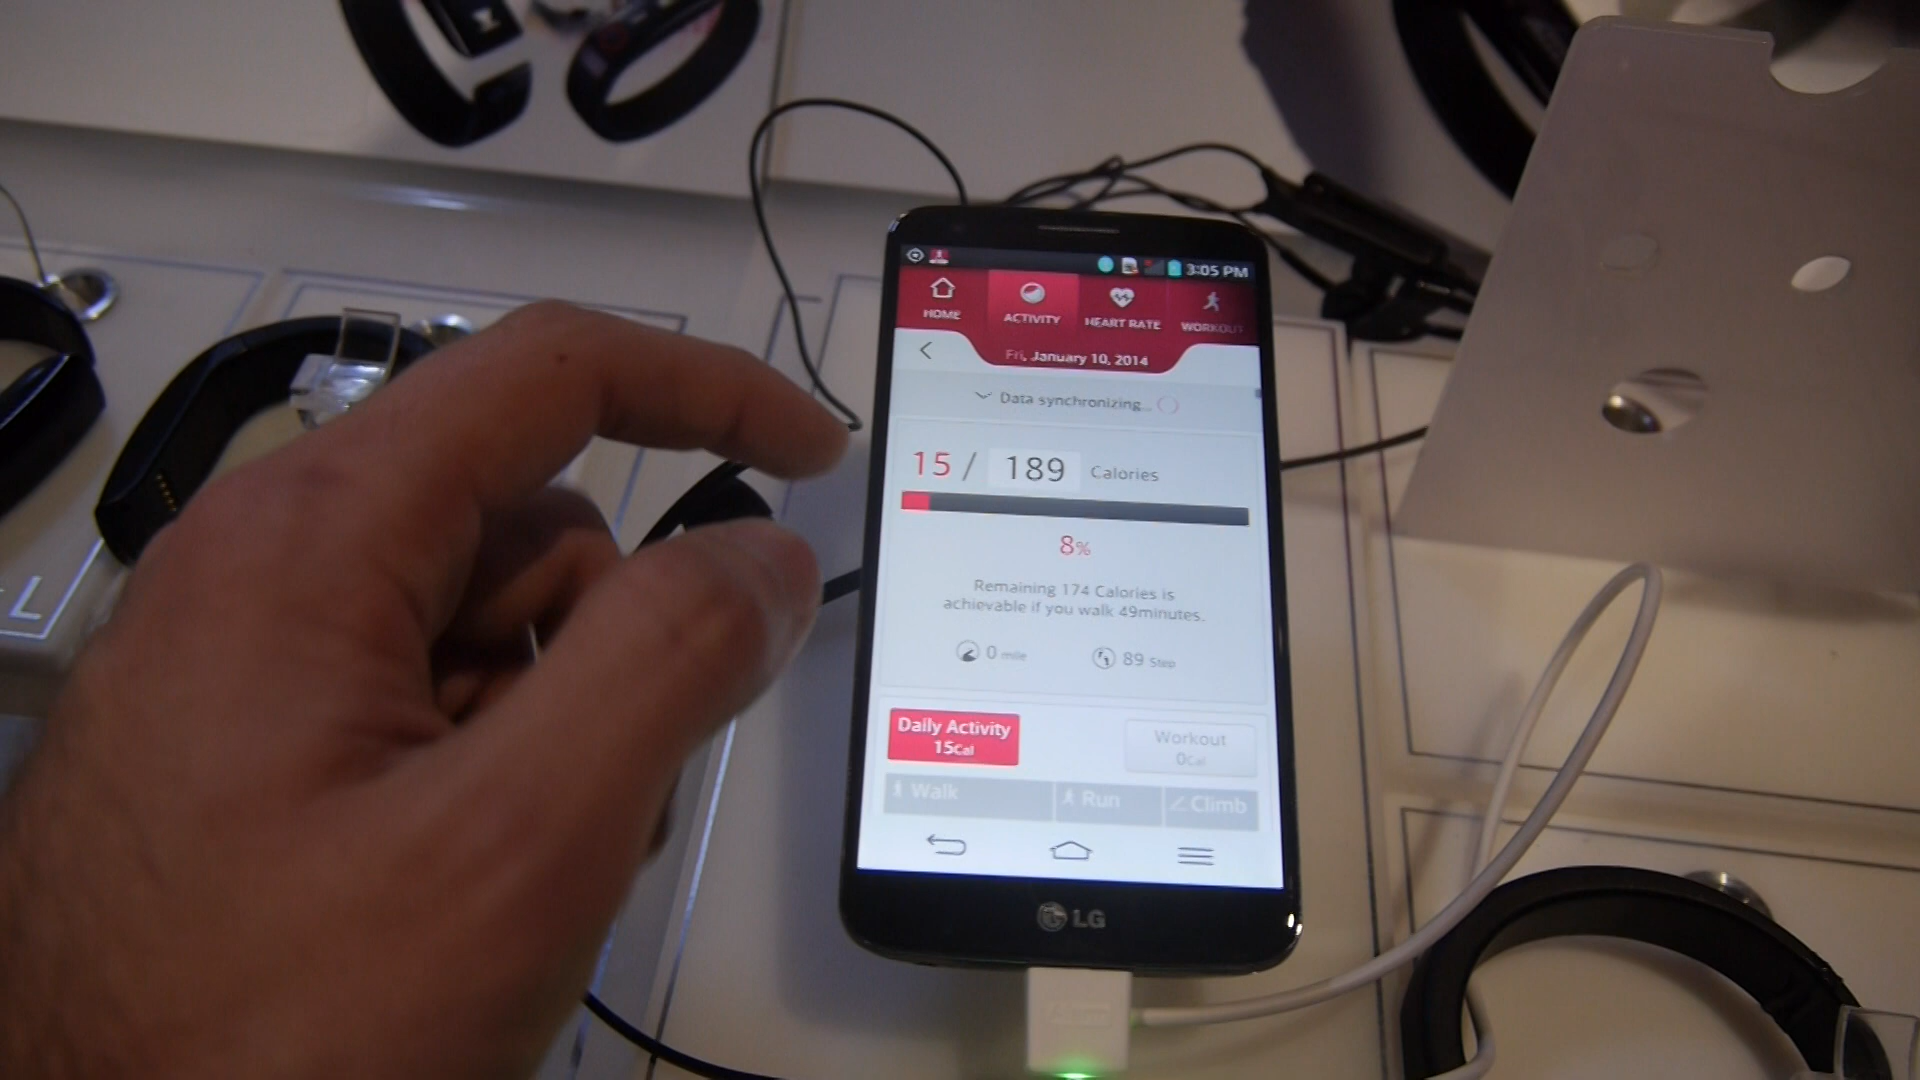 3:05 PM
HOME ACTIVITY HEART RATE WORKOUT
Fri, January 10, 2014
Data synchronizing...
15 / 189 Calories
8%
Remaining 174 Calories is
achievable if you walk 49minutes.
0 mile 89 Step
Daily Activity
15Cal
Workout
0Cal
Walk Run Climb
LG
L